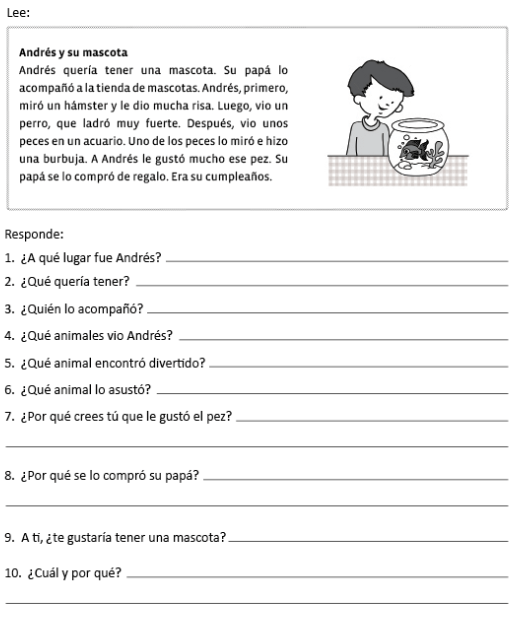 Lee:
Andrés y su mascota
Andrés quería tener una mascota. Su papá lo
acompañó a la tienda de mascotas. Andrés, primero,
miró un hámster y le dio mucha risa. Luego, vio un
perro, que ladró muy fuerte. Después, vio unos
peces en un acuario. Uno de los peces lo miró e hizo
una burbuja. A Andrés le gustó mucho ese pez. Su
papá se lo compró de regalo. Era su cumpleaños.
Responde:
1. ¿A qué lugar fue Andrés?
2. ¿Qué quería tener?
3. ¿Quién lo acompañó?
4. ¿Qué animales vio Andrés?
5. ¿Qué animal encontró divertido?
6. ¿Qué animal lo asustó?
7. ¿Por qué crees tú que le gustó el pez?
8. ¿Por qué se lo compró su papá?
9. A ti, ¿te gustaría tener una mascota?
10. ¿Cuál y por qué?